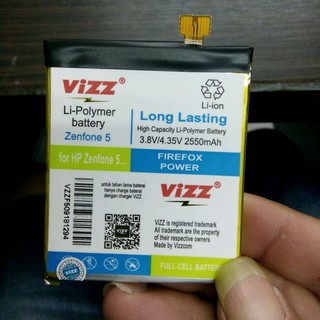 ViZZ®
Li-Polymer
battery
Zenfone 5
Li-ion
Long Lasting
High Capacity Li-Polymer Battery
3.8V/4.35V 2550mAh
for HP Zenfone 5...
FIREFOX
POWER
VIZZF509181294
untuk tahan lama baterai
hanya charge baterai
dengan charger ViZZ
ViZZ
ViZZ®
ViZZ is registered trademark
All trademark are the property
of their respective owners
Made by Vizzcom
FULL CELL BATTERY